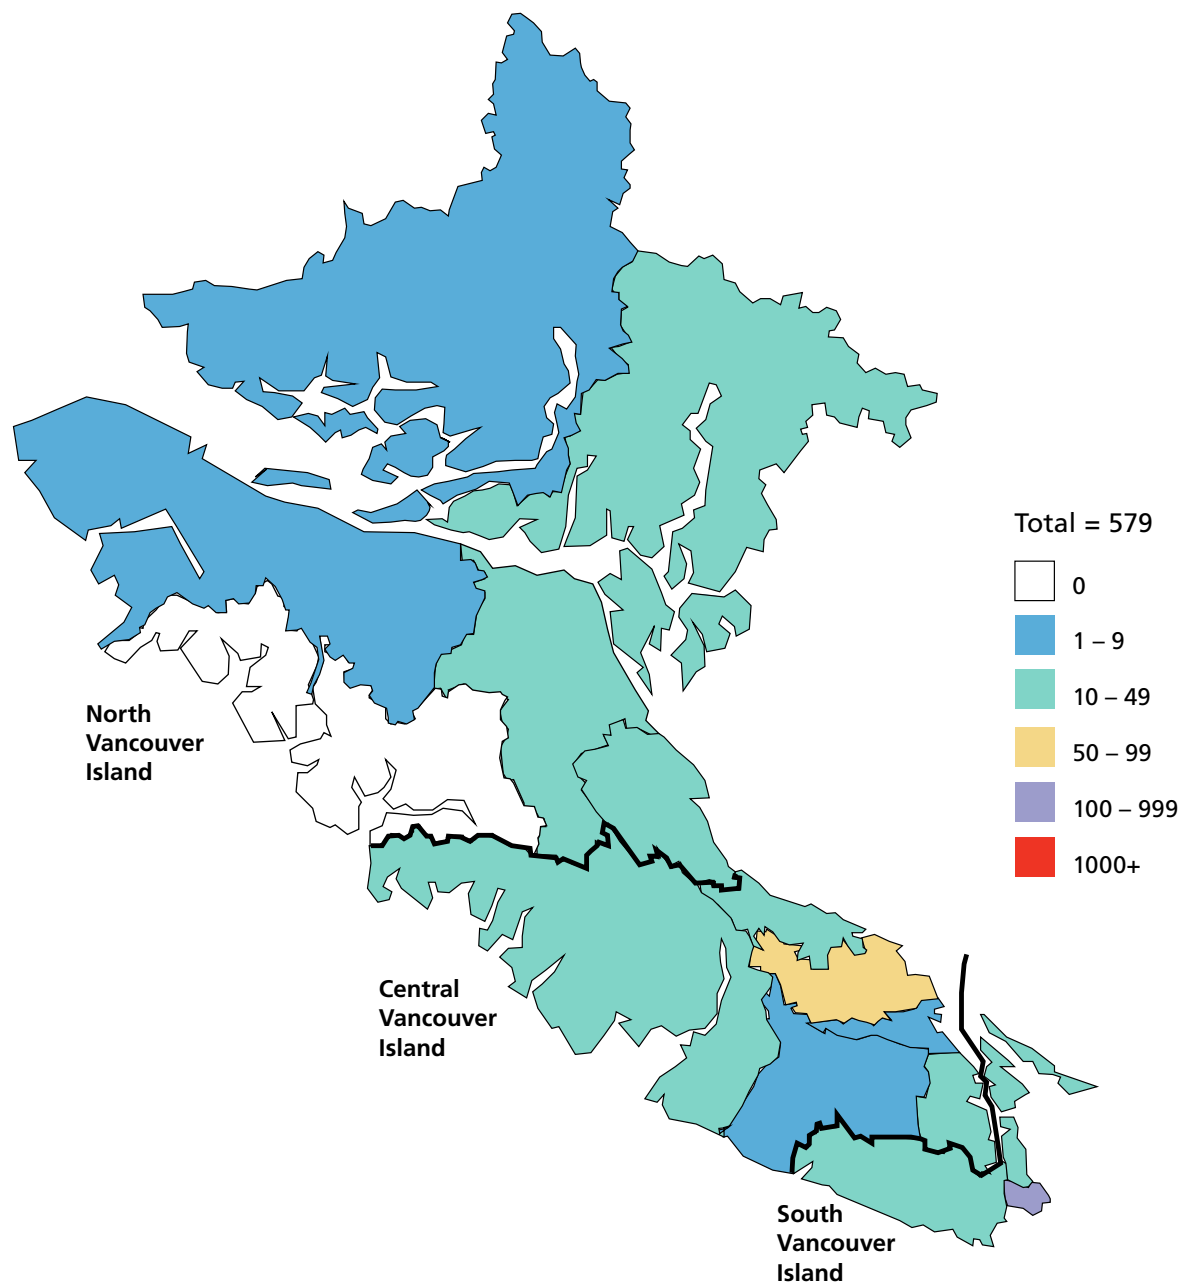 Total = 579
0
1 – 9
10 – 49
50 – 99
100 – 999
1000+
North
Vancouver
Island
Central
Vancouver
Island
South
Vancouver
Island